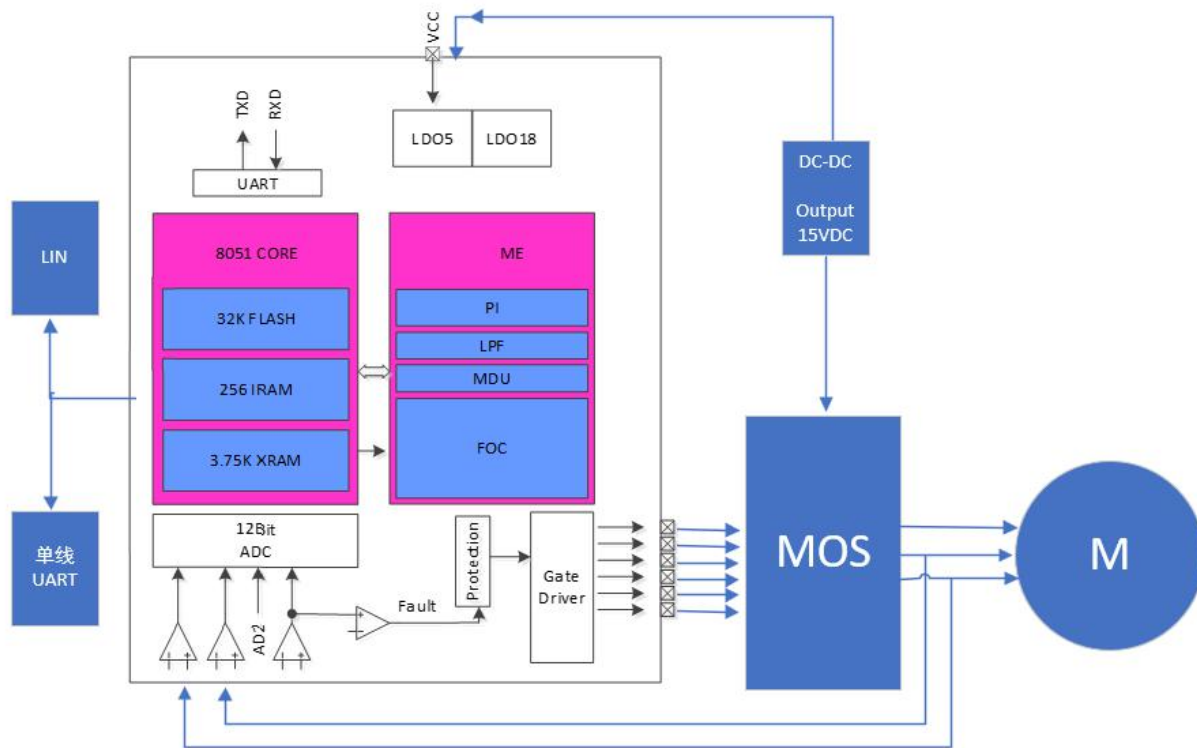 VCC
TXD
RXD
LDO5
LDO18
UART
DC-DC
Output
15VDC
LIN
8051 CORE
32K FLASH
256 IRAM
3.75K XRAM
ME
PI
LPF
MDU
FOC
单线
UART
12Bit
ADC
AD2
Fault
Protection
Gate
Driver
MOS
M